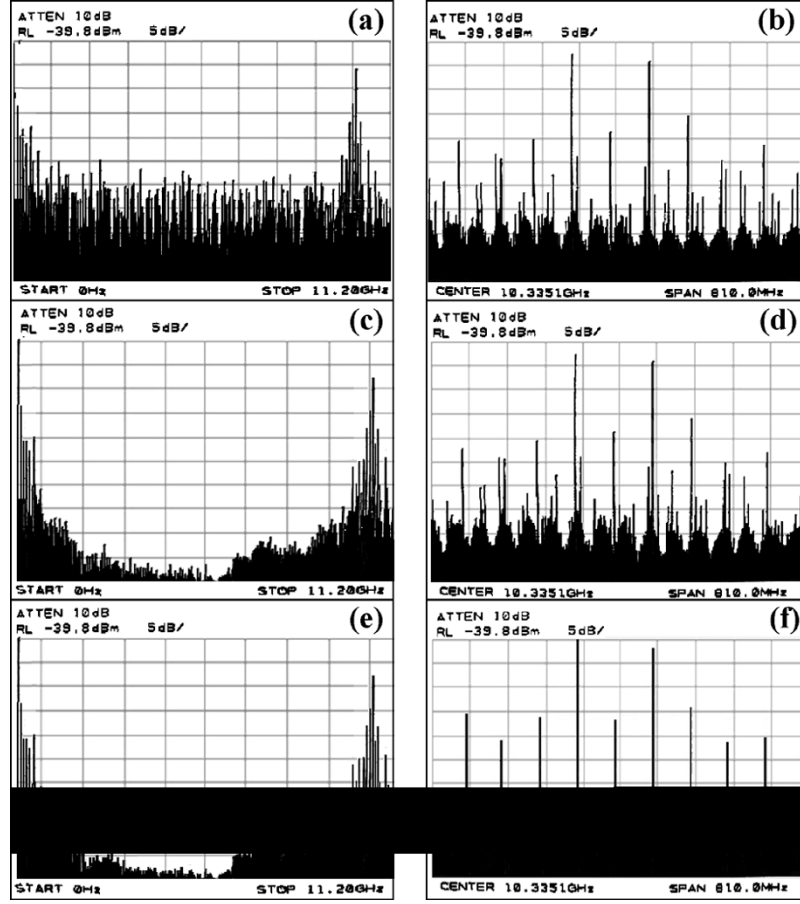 ATTEN 10dB (a)
RL -39.8dBm 5dB/
START 0Hz STOP 11.20GHz
ATTEN 10dB (b)
RL -39.8dBm 5dB/
CENTER 10.3351GHz SPAN 810.0MHz
ATTEN 10dB (c)
RL -39.8dBm 5dB/
START 0Hz STOP 11.20GHz
ATTEN 10dB (d)
RL -39.8dBm 5dB/
CENTER 10.3351GHz SPAN 810.0MHz
ATTEN 10dB (e)
RL -39.8dBm 5dB/
START 0Hz STOP 11.20GHz
ATTEN 10dB (f)
RL -39.8dBm 5dB/
CENTER 10.3351GHz SPAN 810.0MHz